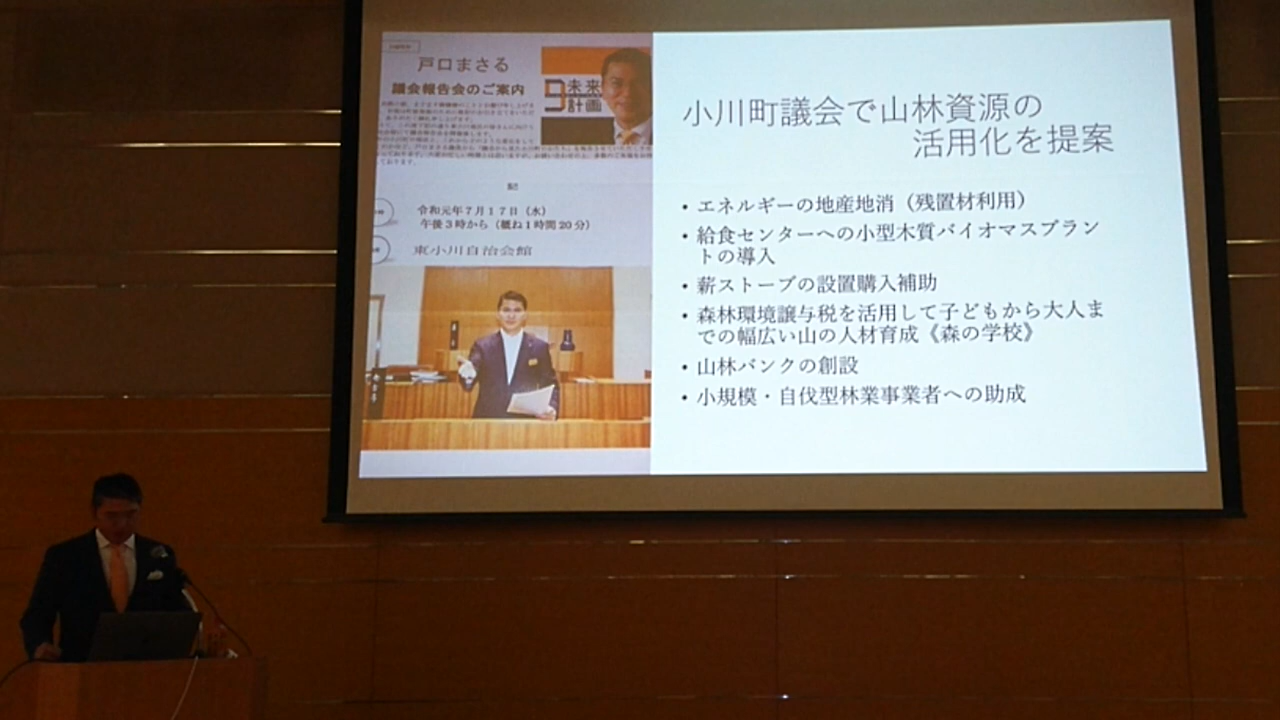 戸口まさる
議会報告会のご案内
未来
計画
記
令和元年7月17日（水）
午後3時から（概ね1時間20分）
東小川自治会館
小川町議会で山林資源の
活用化を提案
• エネルギーの地産地消（残置材利用）
• 給食センターへの小型木質バイオマスプラン
トの導入
• 薪ストーブの設置購入補助
• 森林環境譲与税を活用して子どもから大人ま
での幅広い山の人材育成《森の学校》
• 山林バンクの創設
• 小規模・自伐型林業事業者への助成